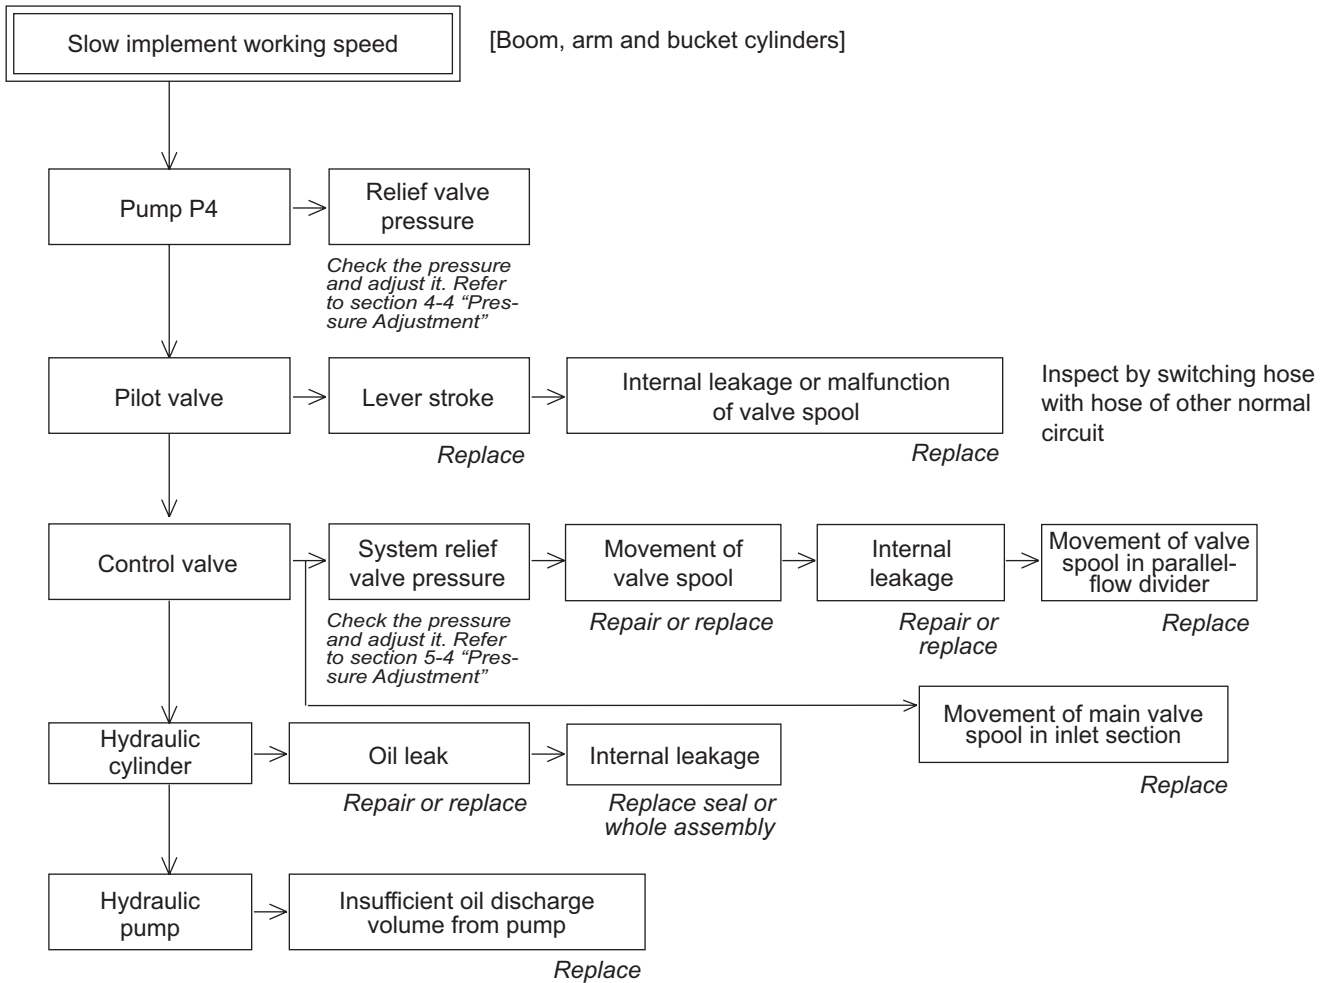 Slow implement working speed
[Boom, arm and bucket cylinders]
Pump P4
Relief valve
pressure
Check the pressure
and adjust it. Refer
to section 4-4 “Pres-
sure Adjustment”
Pilot valve
Lever stroke
Replace
Internal leakage or malfunction
of valve spool
Replace
Inspect by switching hose
with hose of other normal
circuit
Control valve
System relief
valve pressure
Check the pressure
and adjust it. Refer
to section 5-4 “Pres-
sure Adjustment”
Movement of
valve spool
Repair or replace
Internal
leakage
Repair or
replace
Movement of valve
spool in parallel-
flow divider
Replace
Movement of main valve
spool in inlet section
Replace
Hydraulic
cylinder
Oil leak
Repair or replace
Internal leakage
Replace seal or
whole assembly
Hydraulic
pump
Insufficient oil discharge
volume from pump
Replace